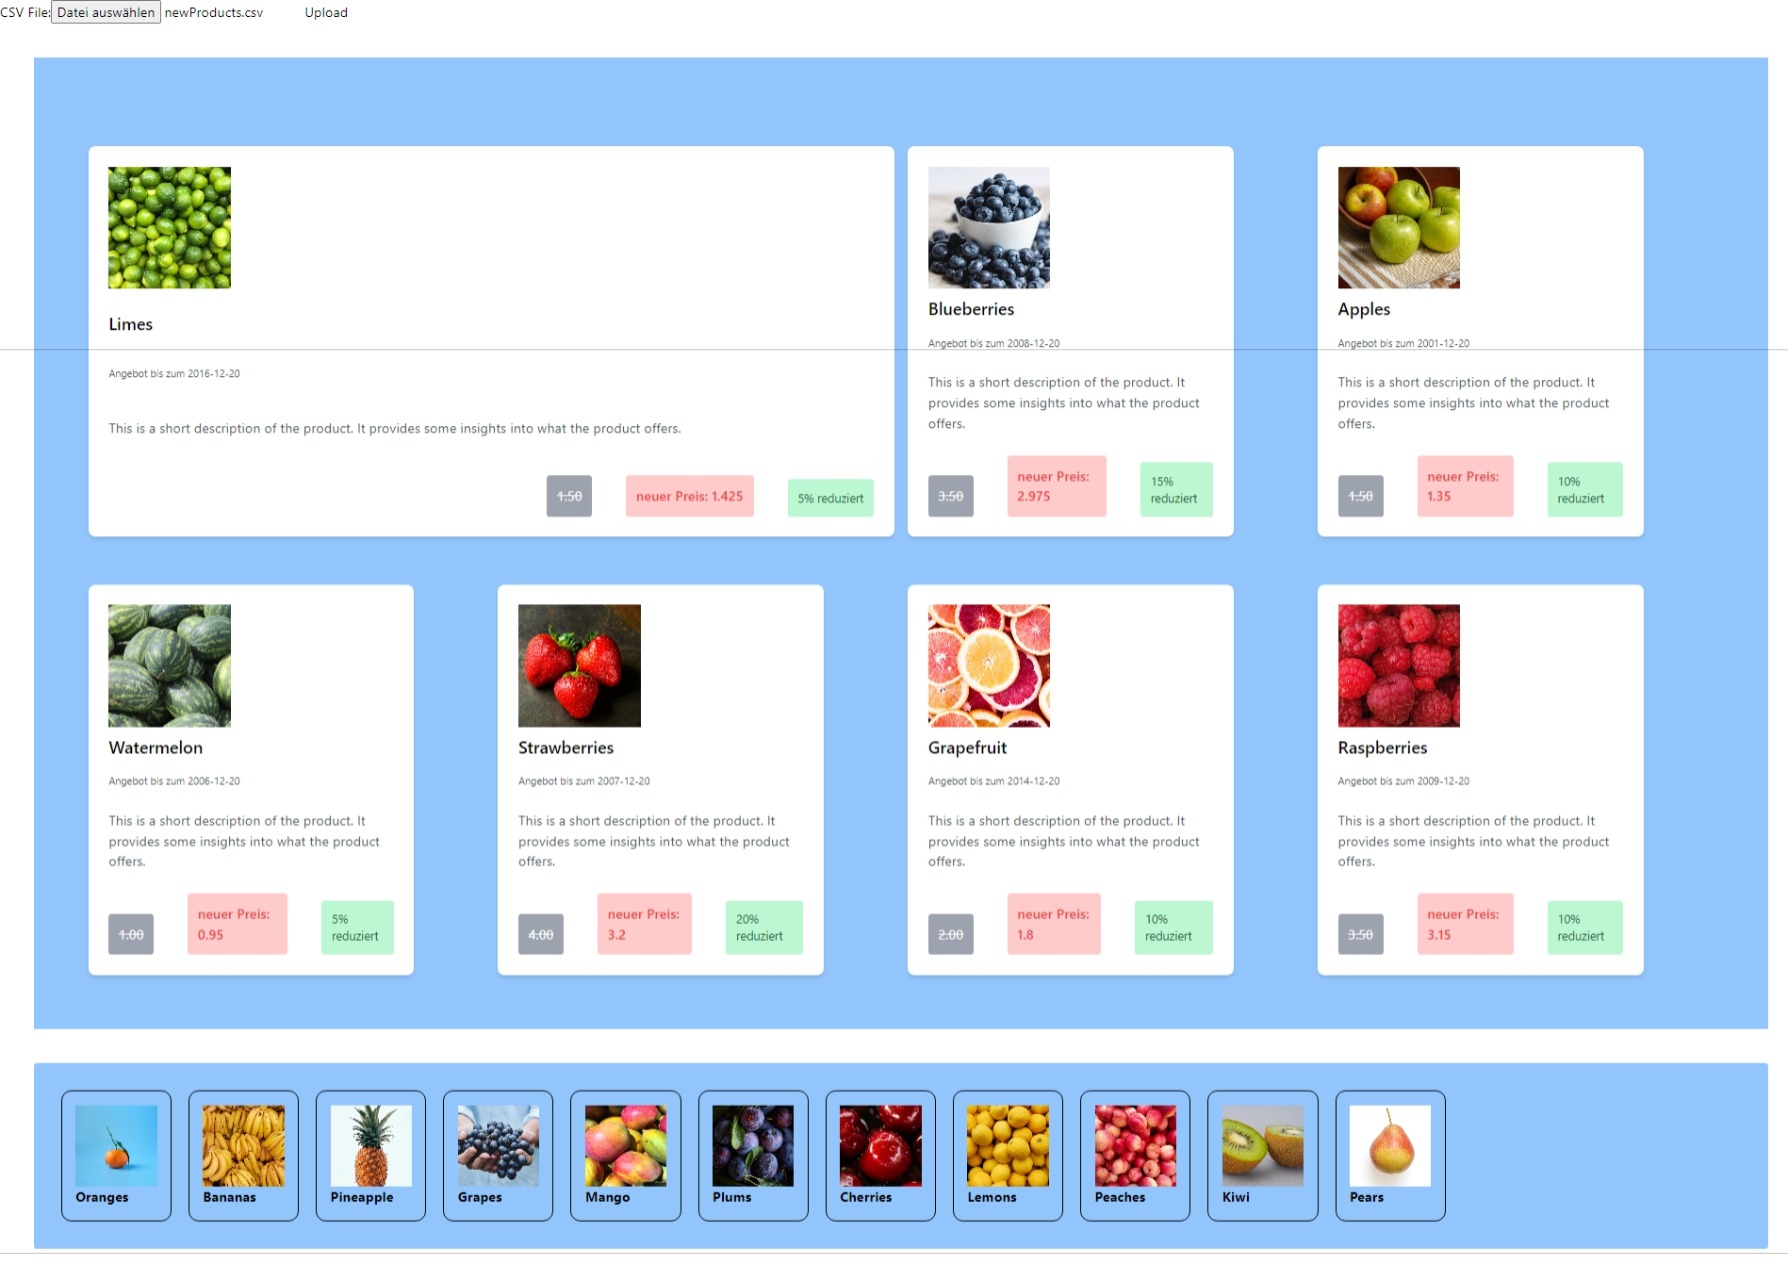 CSV File: Datei auswählen newProducts.csv Upload
Limes
Angebot bis zum 2016-12-20
This is a short description of the product. It provides some insights into what the product offers.
1.50
neuer Preis: 1.425
5% reduziert
Blueberries
Angebot bis zum 2008-12-20
This is a short description of the product. It
provides some insights into what the product
offers.
3.50
neuer Preis:
2.975
15%
reduziert
Apples
Angebot bis zum 2001-12-20
This is a short description of the product. It
provides some insights into what the product
offers.
1.50
neuer Preis:
1.35
10%
reduziert
Watermelon
Angebot bis zum 2006-12-20
This is a short description of the product. It
provides some insights into what the product
offers.
1.00
neuer Preis:
0.95
5%
reduziert
Strawberries
Angebot bis zum 2007-12-20
This is a short description of the product. It
provides some insights into what the product
offers.
4.00
neuer Preis:
3.2
20%
reduziert
Grapefruit
Angebot bis zum 2014-12-20
This is a short description of the product. It
provides some insights into what the product
offers.
2.00
neuer Preis:
1.8
10%
reduziert
Raspberries
Angebot bis zum 2009-12-20
This is a short description of the product. It
provides some insights into what the product
offers.
3.50
neuer Preis:
3.15
10%
reduziert
Oranges
Bananas
Pineapple
Grapes
Mango
Plums
Cherries
Lemons
Peaches
Kiwi
Pears